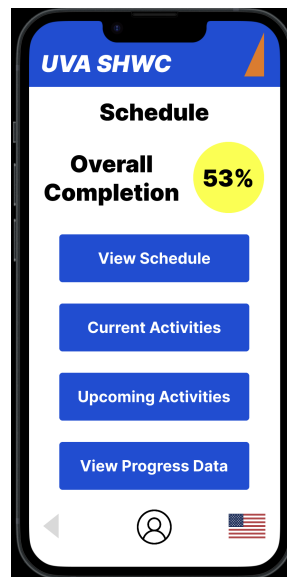 UVA SHWC
Schedule
Overall
Completion
53%
View Schedule
Current Activities
Upcoming Activities
View Progress Data